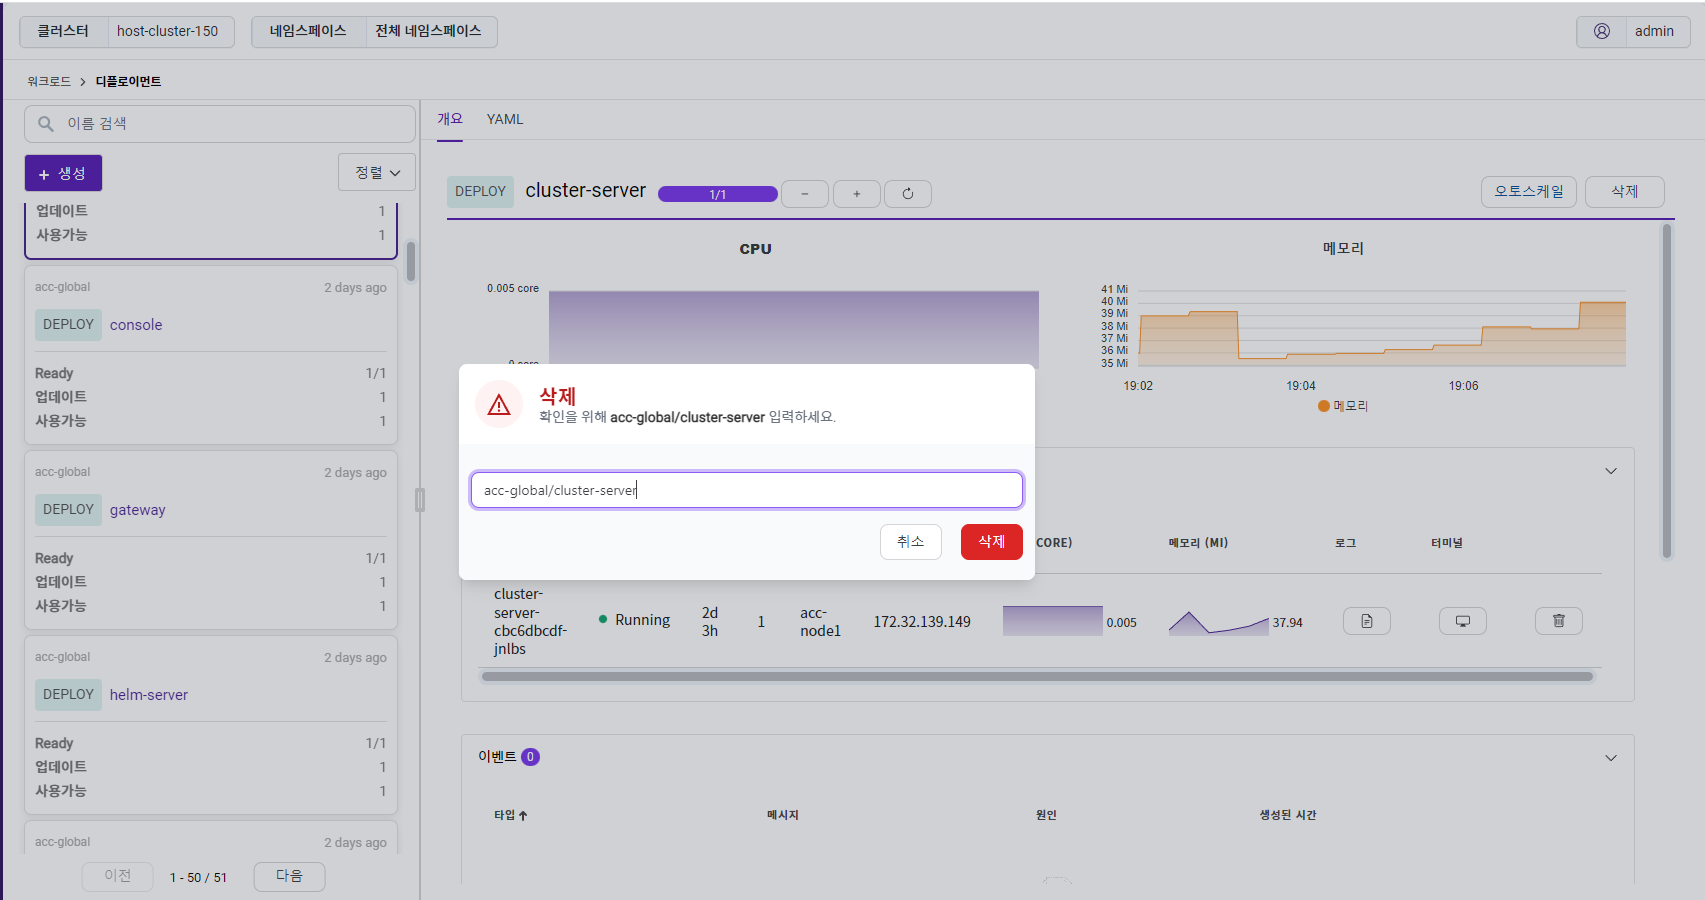 클러스터 host-cluster-150 네임스페이스 전체 네임스페이스 admin
워크로드 > 디플로이먼트
이름 검색
+ 생성 정렬
업데이트 1
사용가능 1
acc-global 2 days ago
DEPLOY console
Ready 1/1
업데이트 1
사용가능 1
acc-global 2 days ago
DEPLOY gateway
Ready 1/1
업데이트 1
사용가능 1
acc-global 2 days ago
DEPLOY helm-server
Ready 1/1
업데이트 1
사용가능 1
acc-global 2 days ago
이전 1 - 50 / 51 다음
개요 YAML
DEPLOY cluster-server 1/1 - + 오토스케일 삭제
CPU
0.005 core
메모리
41 Mi
40 Mi
39 Mi
38 Mi
37 Mi
36 Mi
35 Mi
19:02 19:04 19:06
메모리
삭제
확인을 위해 acc-global/cluster-server 입력하세요.
acc-global/cluster-server
취소 삭제
CORE) 메모리 (MI) 로그 터미널
cluster-
server-
cbc6dbcdf-
jnlbs
Running
2d
3h
1
acc-
node1
172.32.139.149
0.005
37.94
이벤트 0
타입 메시지 원인 생성된 시간